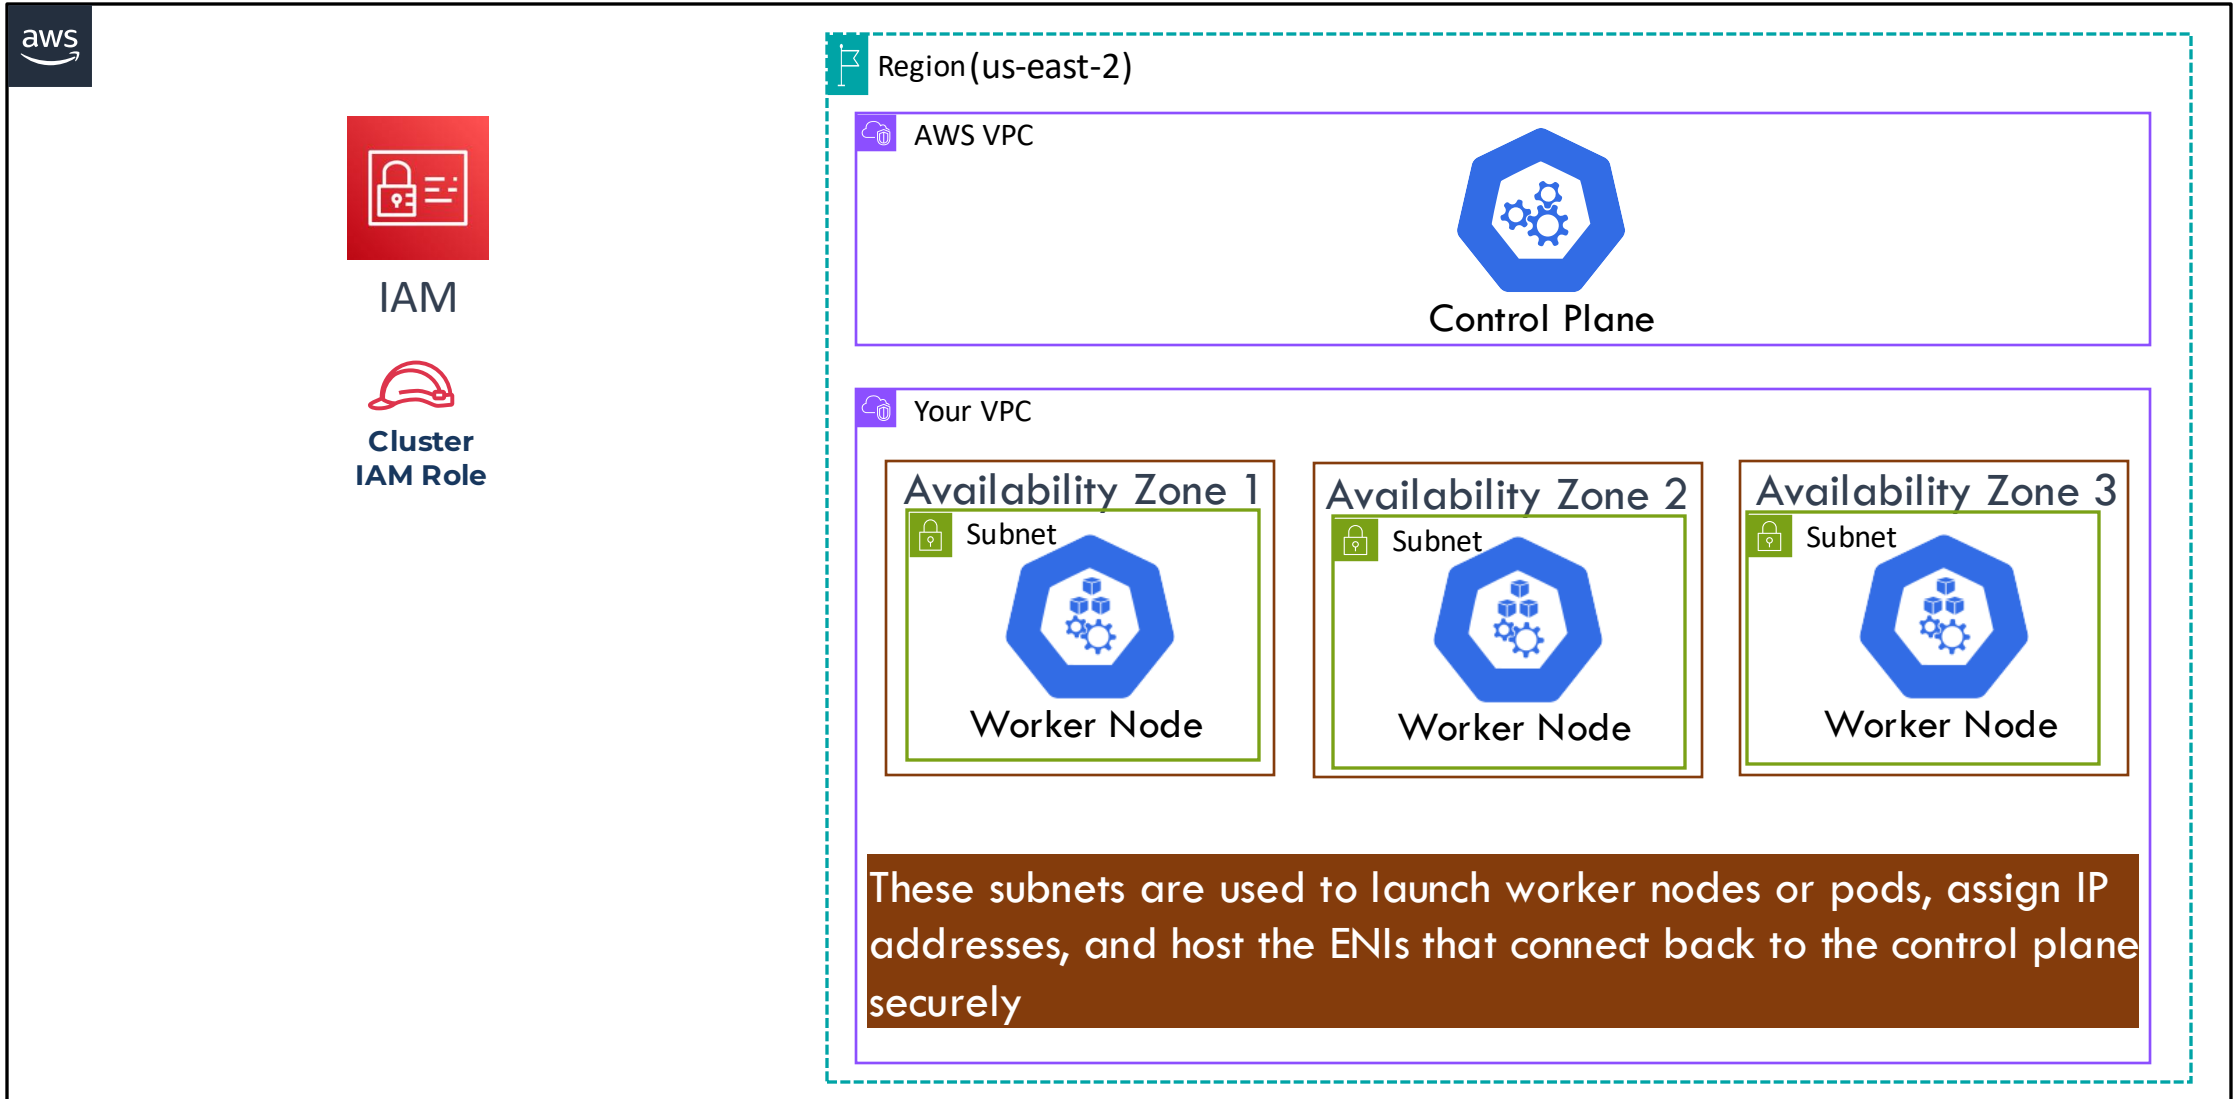 aws
Region (us-east-2)
AWS VPC
IAM
Control Plane
Cluster
IAM Role
Your VPC
Availability Zone 1
Subnet
Worker Node
Availability Zone 2
Subnet
Worker Node
Availability Zone 3
Subnet
Worker Node
These subnets are used to launch worker nodes or pods, assign IP
addresses, and host the ENIs that connect back to the control plane
securely